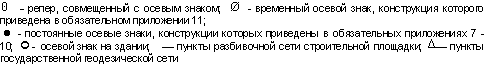 θ - репер, совмещенный с осевым знаком; Ø - временный осевой знак, конструкция которого
приведена в обязательном приложении 11;
● - постоянные осевые знаки, конструкции которых приведены в обязательных приложениях 7 -
10; O - осевой знак на здании; — пункты разбивочной сети строительной площадки; Δ— пункты
государственной геодезической сети